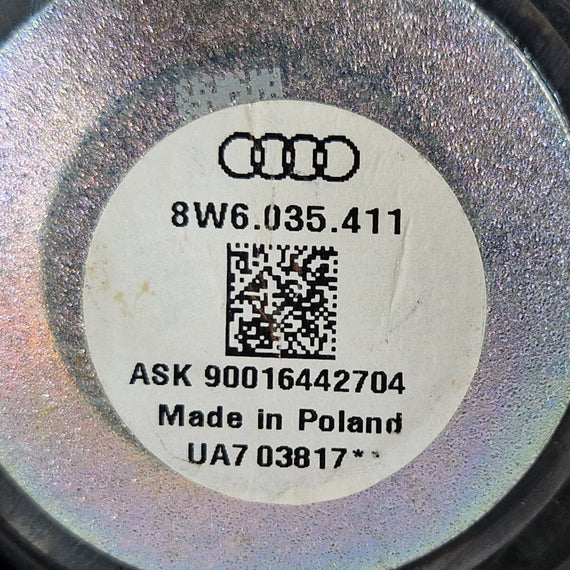 8W6.035.411
ASK 90016442704
Made in Poland
UA7 03817**